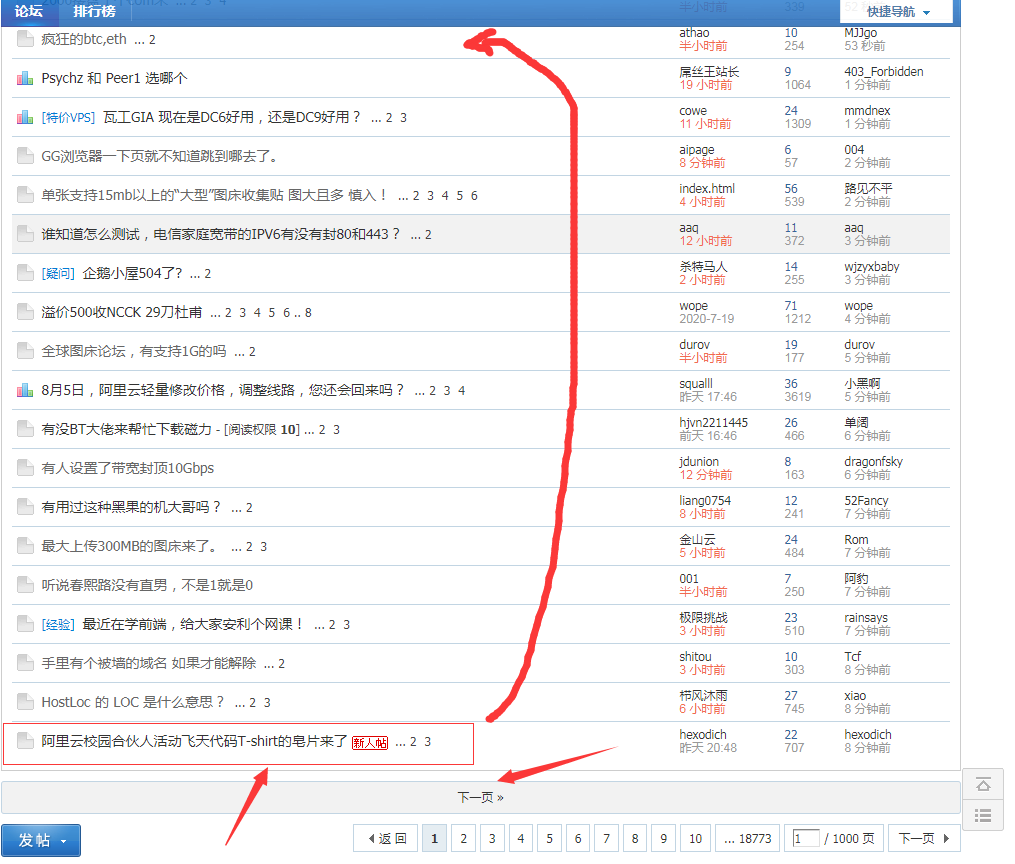 论坛 排行榜 快捷导航
疯狂的btc,eth ... 2 athao 10 MJJgo
半小时前 254 53 秒前
Psychz 和 Peer1 选哪个 屌丝王站长 9 403_Forbidden
19 小时前 1064 1 分钟前
[特价VPS] 瓦工GIA 现在是DC6好用，还是DC9好用？ ... 2 3 cowe 24 mmdnex
11 小时前 1309 1 分钟前
GG浏览器一下页就不知道跳到哪去了。 aipage 6 004
8 分钟前 57 2 分钟前
单张支持15mb以上的“大型”图床收集贴 图大且多 慎入！ ... 2 3 4 5 6 index.html 56 路见不平
4 小时前 539 2 分钟前
谁知道怎么测试，电信家庭宽带的IPV6有没有封80和443？ ... 2 aaq 11 aaq
12 小时前 372 3 分钟前
[疑问] 企鹅小屋504了? ... 2 杀特马人 14 wjzyxbaby
2 小时前 255 3 分钟前
溢价500收NCCK 29刀杜甫 ... 2 3 4 5 6 .. 8 wope 71 wope
2020-7-19 1212 4 分钟前
全球图床论坛，有支持1G的吗 ... 2 durov 19 durov
半小时前 177 5 分钟前
8月5日，阿里云轻量修改价格，调整线路，您还会回来吗？ ... 2 3 4 squalll 36 小黑啊
昨天 17:46 3619 5 分钟前
有没BT大佬来帮忙下载磁力 - [阅读权限 10] ... 2 3 hjvn2211445 26 单阔
前天 16:46 466 6 分钟前
有人设置了带宽封顶10Gbps jdunion 8 dragonfsky
12 分钟前 163 6 分钟前
有用过这种黑果的机大哥吗？ ... 2 liang0754 12 52Fancy
8 小时前 241 7 分钟前
最大上传300MB的图床来了。 ... 2 3 金山云 24 Rom
5 小时前 484 7 分钟前
听说春熙路没有直男，不是1就是0 001 7 阿豹
半小时前 250 7 分钟前
[经验] 最近在学前端，给大家安利个网课！ ... 2 3 极限挑战 23 rainsays
3 小时前 510 7 分钟前
手里有个被墙的域名 如果才能解除 ... 2 shitou 10 Tcf
3 小时前 303 8 分钟前
HostLoc 的 LOC 是什么意思？ ... 2 3 栉风沐雨 27 xiao
6 小时前 745 8 分钟前
阿里云校园合伙人活动飞天代码T-shirt的皂片来了 新人帖 ... 2 3 hexodich 22 hexodich
昨天 20:48 707 8 分钟前
下一页 »
发帖 返回 1 2 3 4 5 6 7 8 9 10 ... 18773 1 / 1000 页 下一页